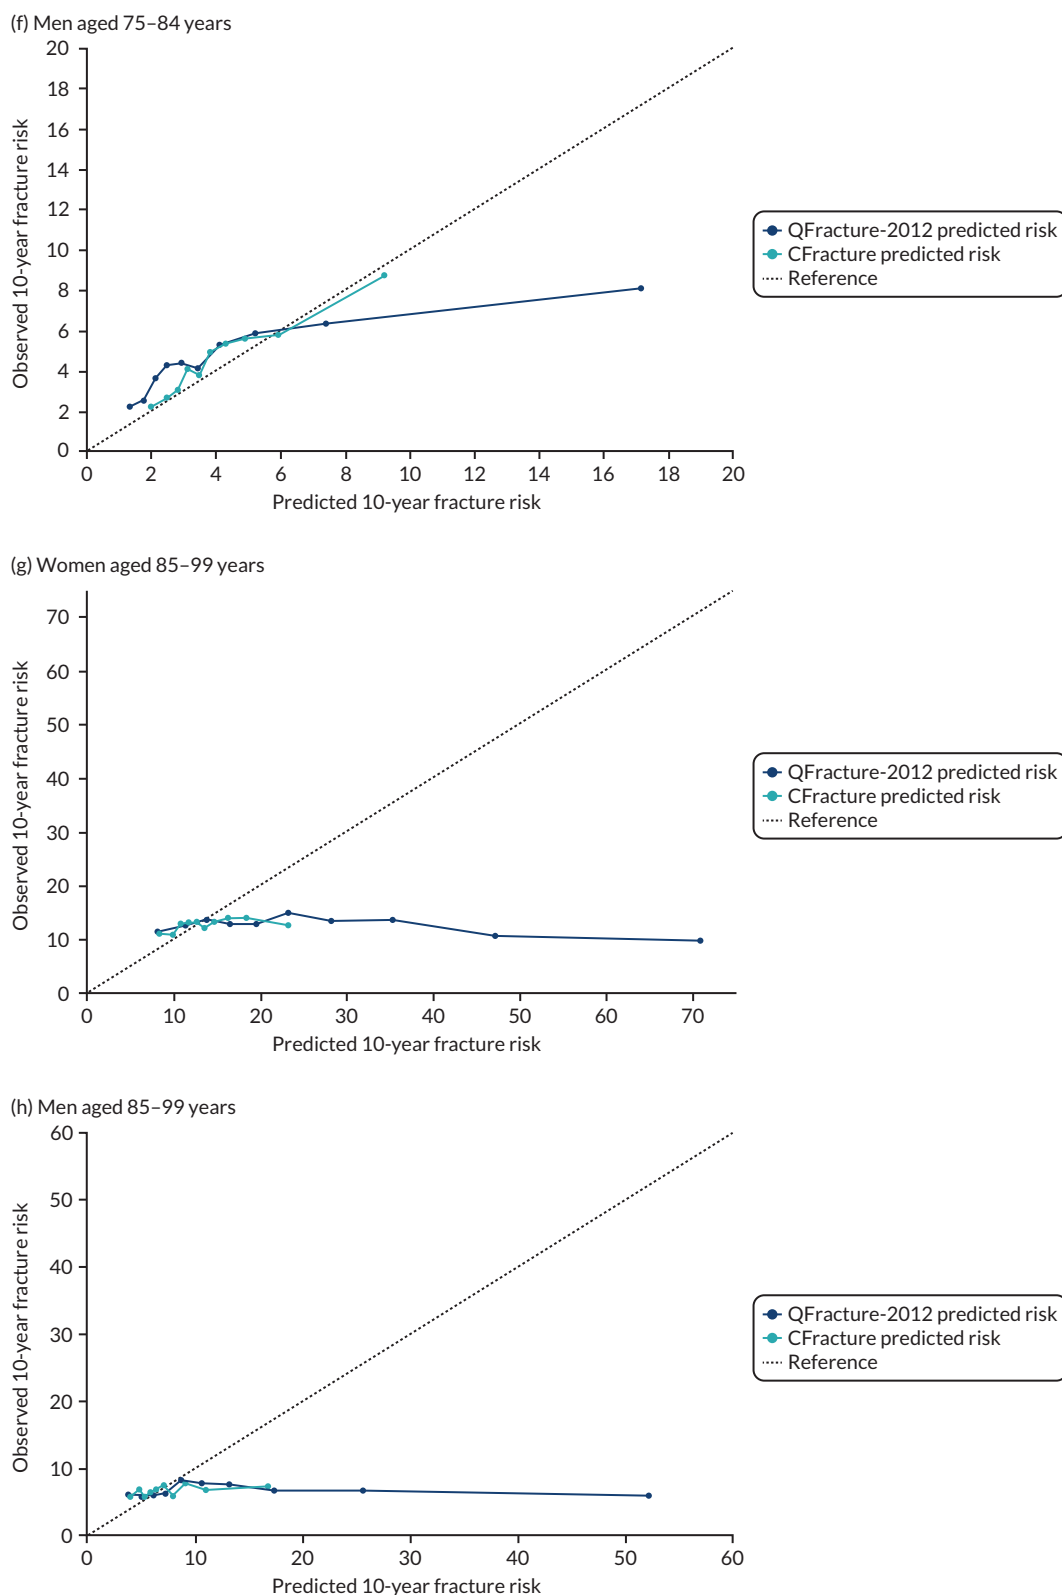 (f) Men aged 75–84 years
20
18
16
14
12
10
8
6
4
2
0
Observed 10-year fracture risk
0 2 4 6 8 10 12 14 16 18 20
Predicted 10-year fracture risk
QFracture-2012 predicted risk
CFracture predicted risk
Reference
(g) Women aged 85–99 years
70
60
50
40
30
20
10
0
Observed 10-year fracture risk
0 10 20 30 40 50 60 70
Predicted 10-year fracture risk
QFracture-2012 predicted risk
CFracture predicted risk
Reference
(h) Men aged 85–99 years
60
50
40
30
20
10
0
Observed 10-year fracture risk
0 10 20 30 40 50 60
Predicted 10-year fracture risk
QFracture-2012 predicted risk
CFracture predicted risk
Reference